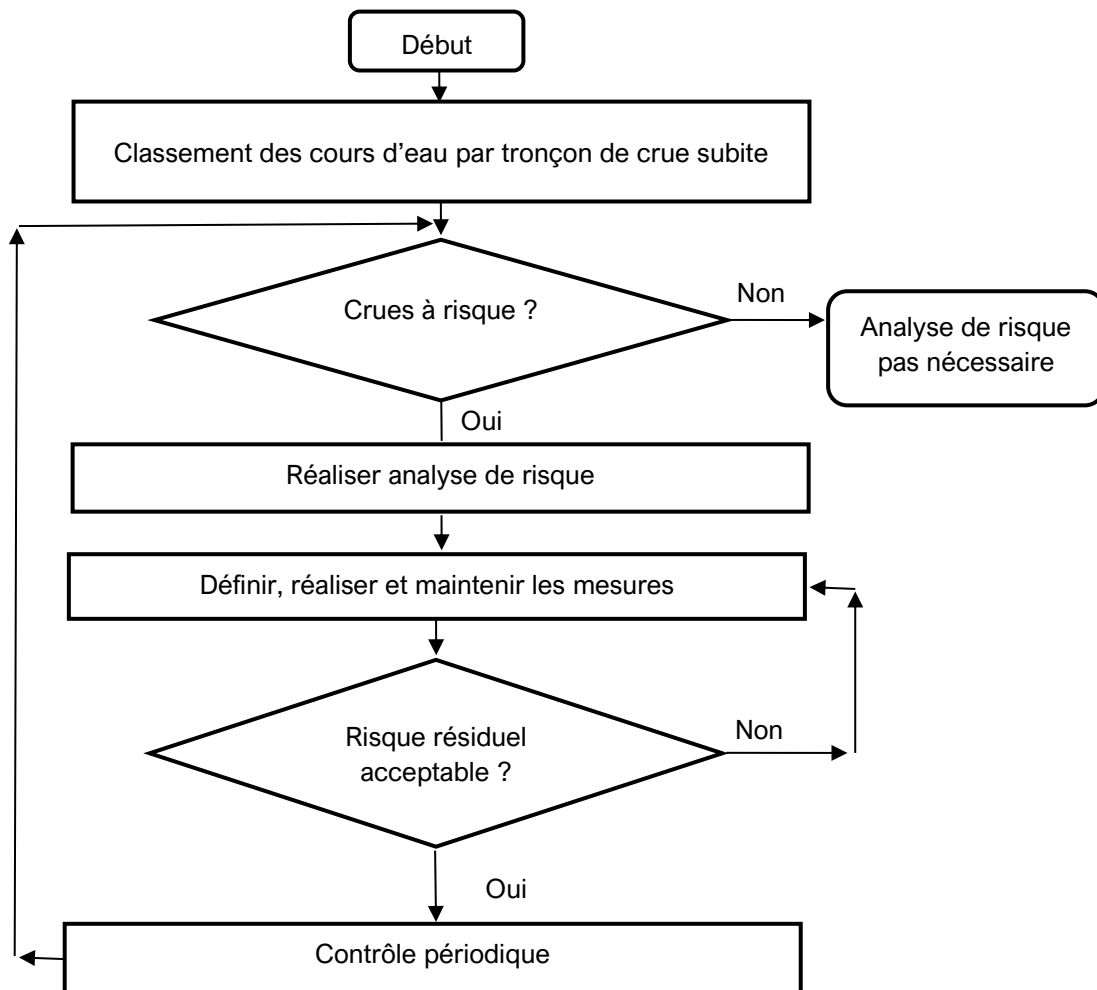 Début
Classement des cours d'eau par tronçon de crue subite
Crues à risque ?
Non
Analyse de risque
pas nécessaire
Oui
Réaliser analyse de risque
Définir, réaliser et maintenir les mesures
Risque résiduel
acceptable ?
Non
Oui
Contrôle périodique